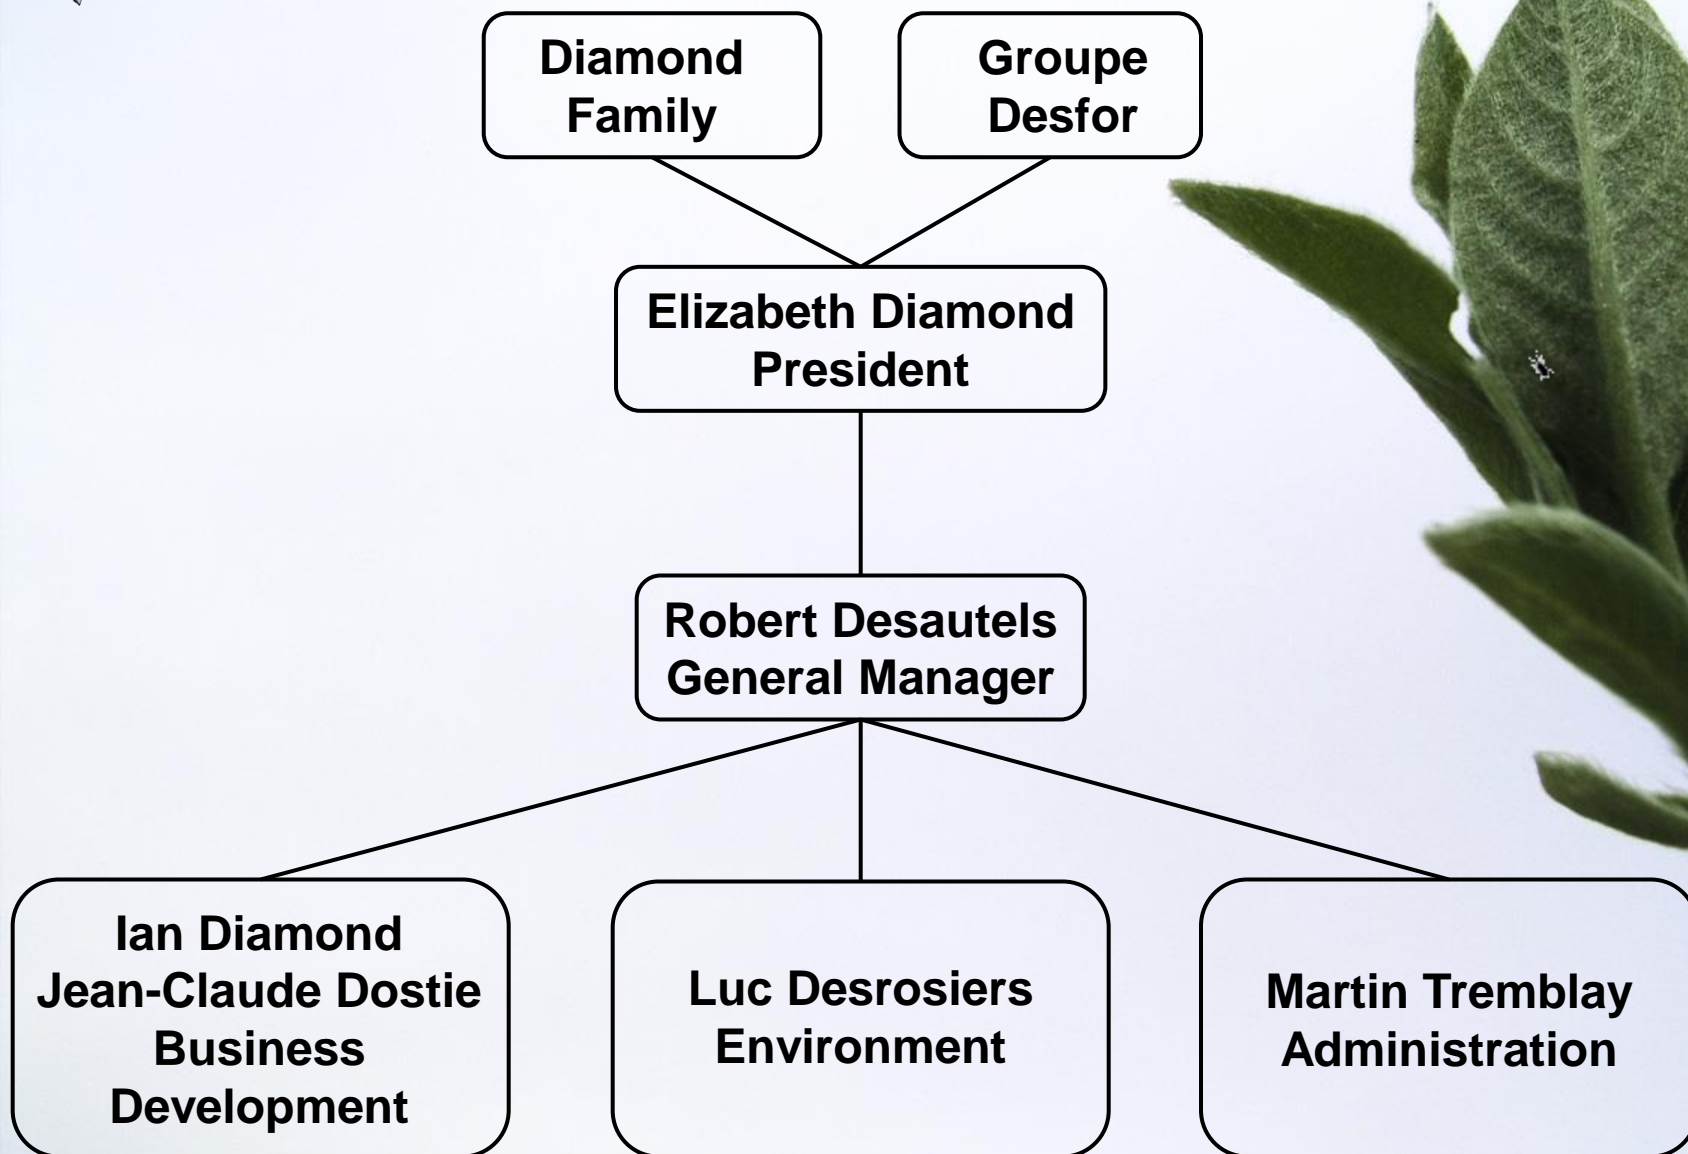 Diamond
Family
Groupe
Desfor
Elizabeth Diamond
President
Robert Desautels
General Manager
Ian Diamond
Jean-Claude Dostie
Business
Development
Luc Desrosiers
Environment
Martin Tremblay
Administration